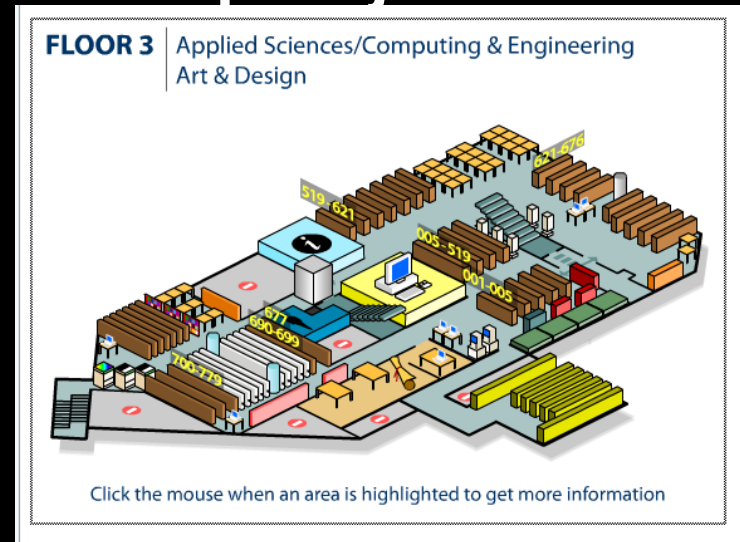 FLOOR 3
Applied Sciences/Computing & Engineering
Art & Design
621-676
519-621
005-519
001-005
677
690-699
700-779
Click the mouse when an area is highlighted to get more information